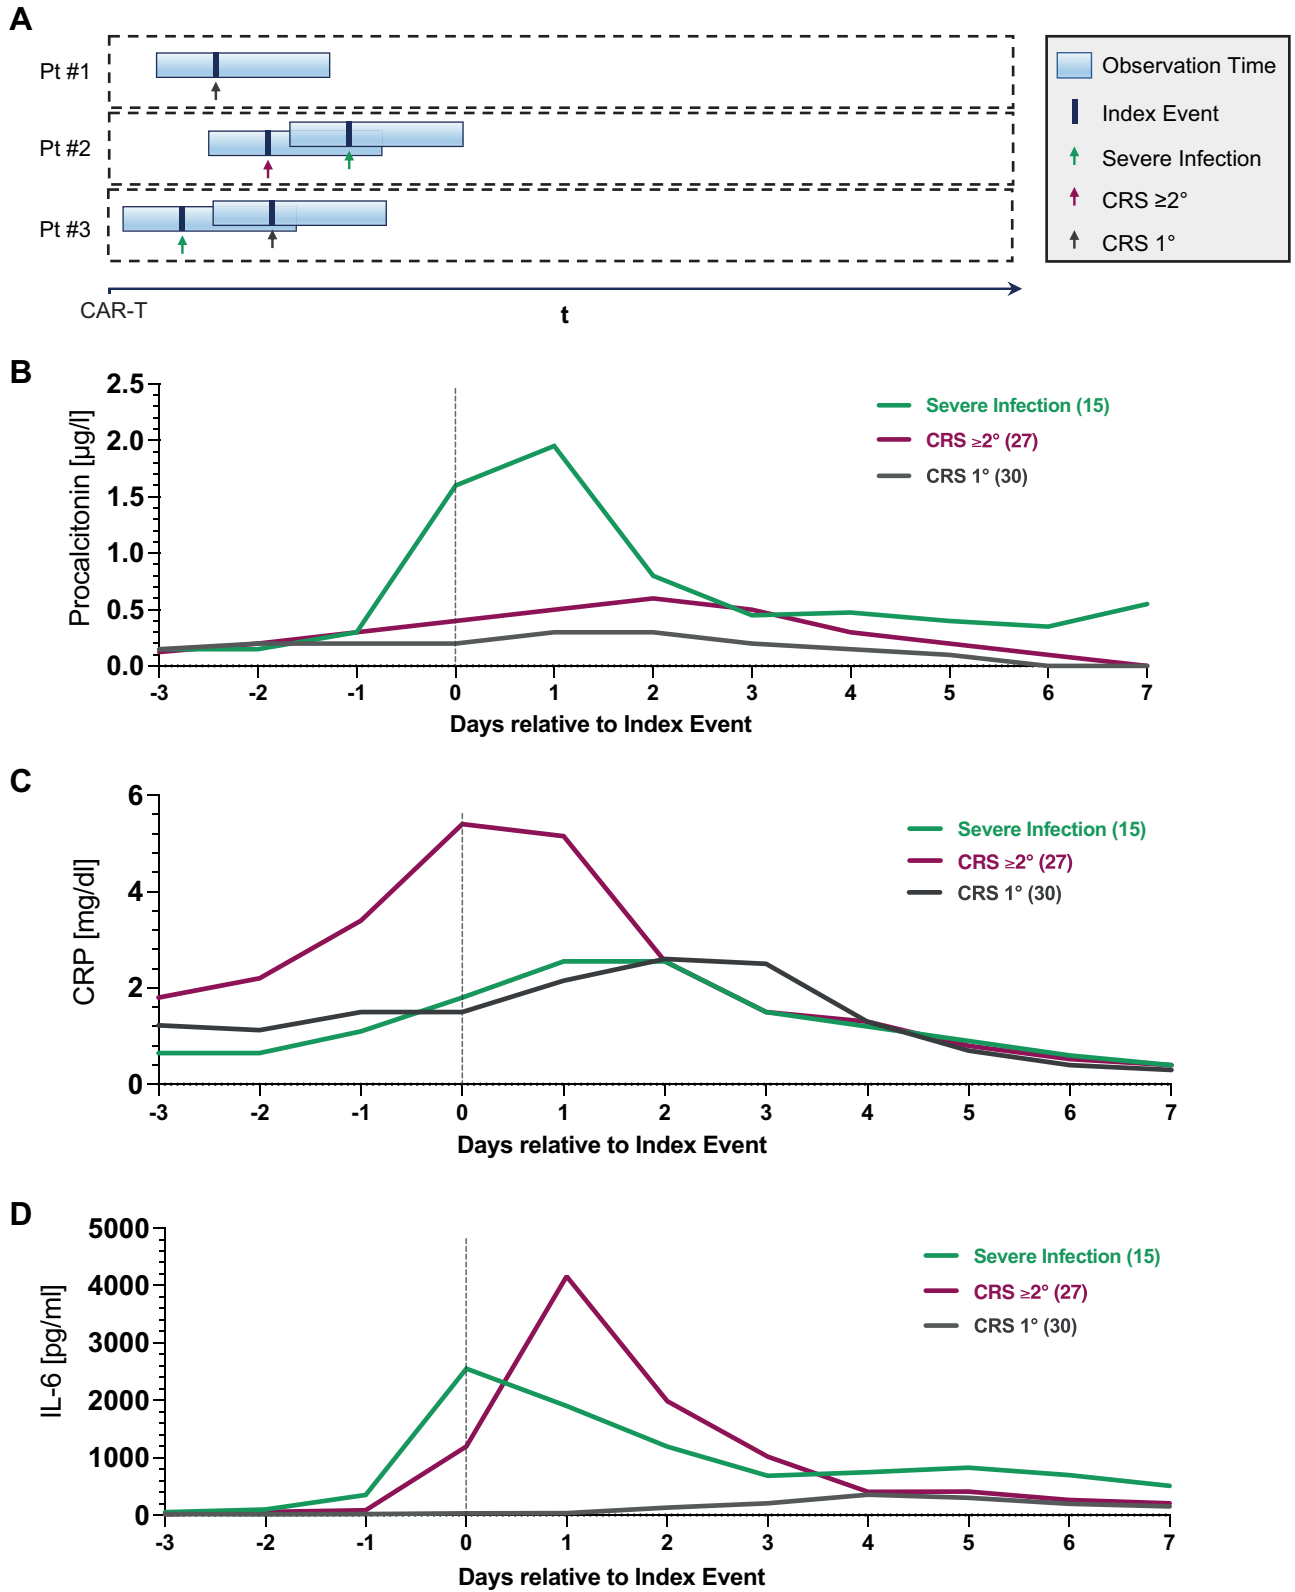 A
Pt #1
Pt #2
Pt #3
CAR-T
t
Observation Time
Index Event
Severe Infection
CRS ≥2°
CRS 1°
B
Procalcitonin [µg/l]
2.5
2.0
1.5
1.0
0.5
0.0
-3 -2 -1 0 1 2 3 4 5 6 7
Days relative to Index Event
Severe Infection (15)
CRS ≥2° (27)
CRS 1° (30)
C
CRP [mg/dl]
6
4
2
0
-3 -2 -1 0 1 2 3 4 5 6 7
Days relative to Index Event
Severe Infection (15)
CRS ≥2° (27)
CRS 1° (30)
D
IL-6 [pg/ml]
5000
4000
3000
2000
1000
0
-3 -2 -1 0 1 2 3 4 5 6 7
Days relative to Index Event
Severe Infection (15)
CRS ≥2° (27)
CRS 1° (30)